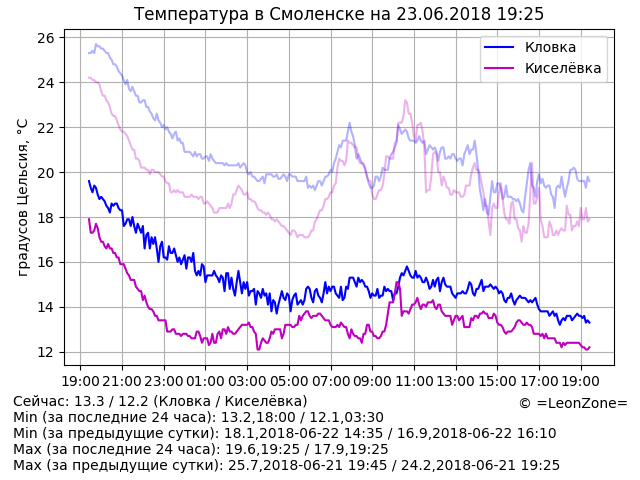 Температура в Смоленске на 23.06.2018 19:25
26
24
22
20
18
16
14
12
градусов Цельсия, °C
Кловка
Киселёвка
19:00 21:00 23:00 01:00 03:00 05:00 07:00 09:00 11:00 13:00 15:00 17:00 19:00
Сейчас: 13.3 / 12.2 (Кловка / Киселёвка)
© =LeonZone=
Min (за последние 24 часа): 13.2,18:00 / 12.1,03:30
Min (за предыдущие сутки): 18.1,2018-06-22 14:35 / 16.9,2018-06-22 16:10
Max (за последние 24 часа): 19.6,19:25 / 17.9,19:25
Max (за предыдущие сутки): 25.7,2018-06-21 19:45 / 24.2,2018-06-21 19:25